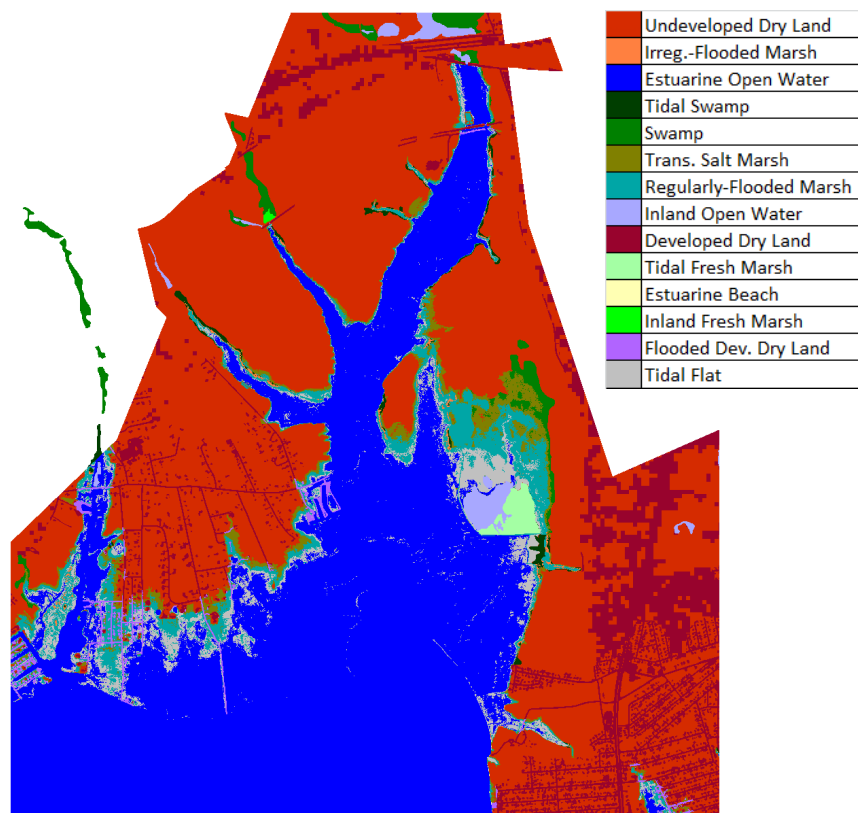 Undeveloped Dry Land
Irreg.-Flooded Marsh
Estuarine Open Water
Tidal Swamp
Swamp
Trans. Salt Marsh
Regularly-Flooded Marsh
Inland Open Water
Developed Dry Land
Tidal Fresh Marsh
Estuarine Beach
Inland Fresh Marsh
Flooded Dev. Dry Land
Tidal Flat